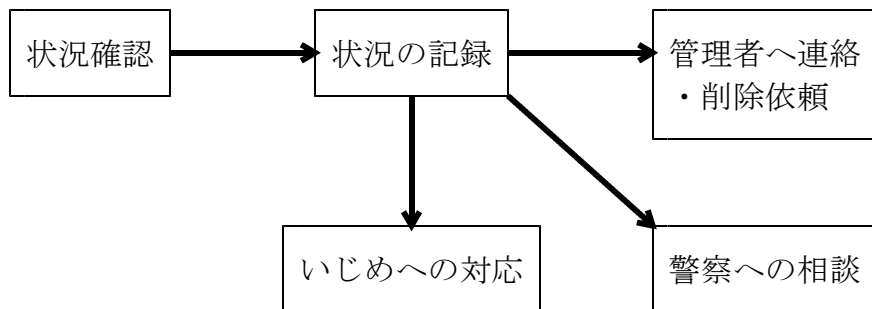 状況確認
状況の記録
管理者へ連絡
・削除依頼
いじめへの対応
警察への相談